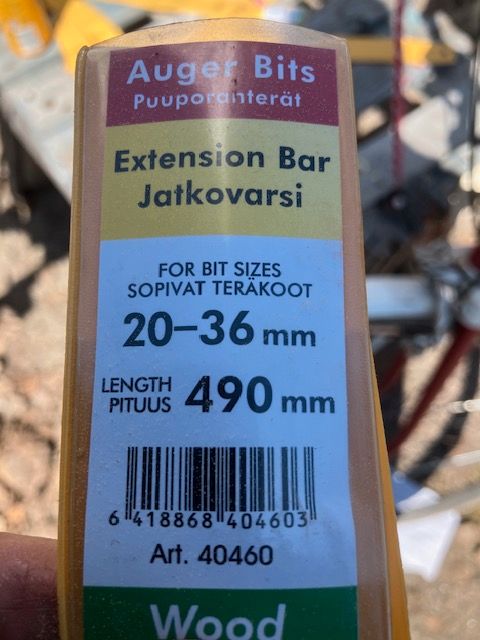 Auger Bits
Puuporanterät
Extension Bar
Jatkovarsi
FOR BIT SIZES
SOPIVAT TERÄKOOT
20–36 mm
LENGTH
PITUUS 490 mm
6 418868 404603
Art. 40460
Wood